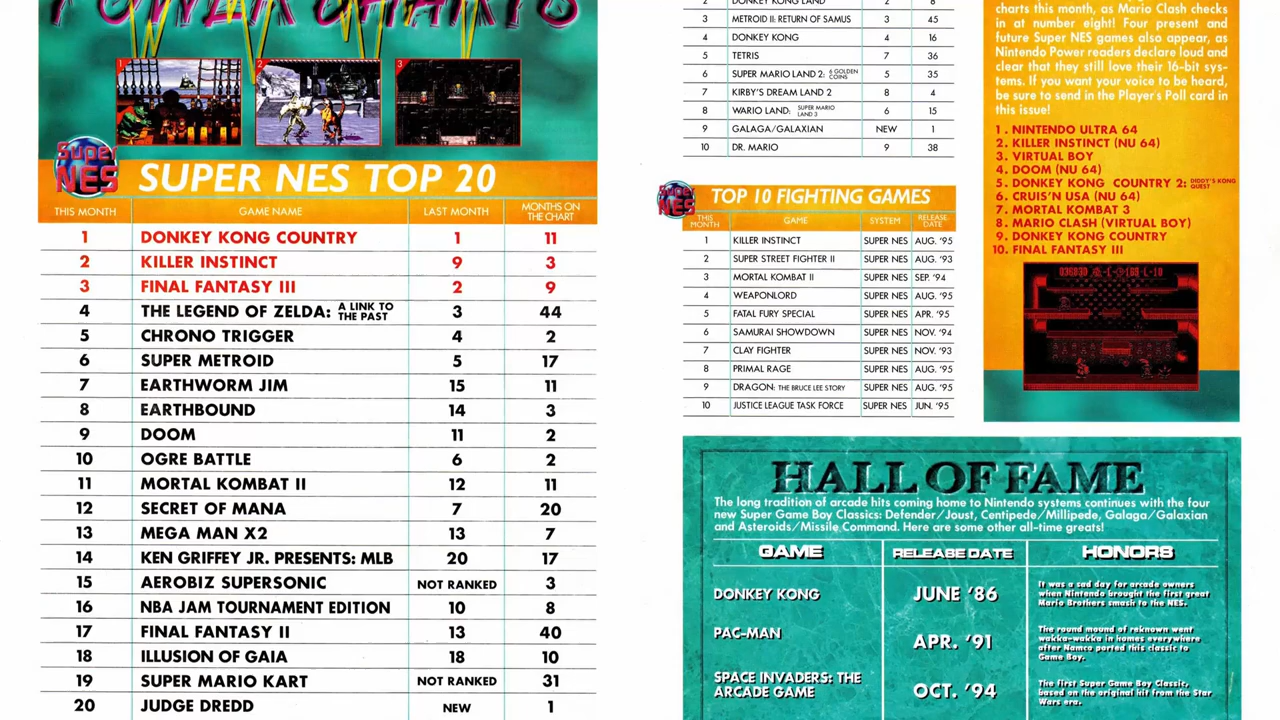 POWER CHARTS
1
2
3
Super NES
SUPER NES TOP 20
THIS MONTH GAME NAME LAST MONTH MONTHS ON THE CHART
1 DONKEY KONG COUNTRY 1 11
2 KILLER INSTINCT 9 3
3 FINAL FANTASY III 2 9
4 THE LEGEND OF ZELDA: A LINK TO THE PAST 3 44
5 CHRONO TRIGGER 4 2
6 SUPER METROID 5 17
7 EARTHWORM JIM 15 11
8 EARTHBOUND 14 3
9 DOOM 11 2
10 OGRE BATTLE 6 2
11 MORTAL KOMBAT II 12 11
12 SECRET OF MANA 7 20
13 MEGA MAN X2 13 7
14 KEN GRIFFEY JR. PRESENTS: MLB 20 17
15 AEROBIZ SUPERSONIC NOT RANKED 3
16 NBA JAM TOURNAMENT EDITION 10 8
17 FINAL FANTASY II 13 40
18 ILLUSION OF GAIA 18 10
19 SUPER MARIO KART NOT RANKED 31
20 JUDGE DREDD NEW 1
2 DONKEY KONG LAND 2 8
3 METROID II: RETURN OF SAMUS 3 45
4 DONKEY KONG 4 16
5 TETRIS 7 36
6 SUPER MARIO LAND 2: 6 GOLDEN COINS 5 35
7 KIRBY'S DREAM LAND 2 8 4
8 WARIO LAND: SUPER MARIO LAND 3 6 15
9 GALAGA/GALAXIAN NEW 1
10 DR. MARIO 9 38
Super NES
TOP 10 FIGHTING GAMES
THIS MONTH GAME SYSTEM RELEASE DATE
1 KILLER INSTINCT SUPER NES AUG. '95
2 SUPER STREET FIGHTER II SUPER NES AUG. '93
3 MORTAL KOMBAT II SUPER NES SEP. '94
4 WEAPONLORD SUPER NES AUG. '95
5 FATAL FURY SPECIAL SUPER NES APR. '95
6 SAMURAI SHOWDOWN SUPER NES NOV. '94
7 CLAY FIGHTER SUPER NES NOV. '93
8 PRIMAL RAGE SUPER NES AUG. '95
9 DRAGON: THE BRUCE LEE STORY SUPER NES AUG. '95
10 JUSTICE LEAGUE TASK FORCE SUPER NES JUN. '95
charts this month, as Mario Clash checks
in at number eight! Four present and
future Super NES games also appear, as
Nintendo Power readers declare loud and
clear that they still love their 16-bit sys-
tems. If you want your voice to be heard,
be sure to send in the Player's Poll card in
this issue!
1. NINTENDO ULTRA 64
2. KILLER INSTINCT (NU 64)
3. VIRTUAL BOY
4. DOOM (NU 64)
5. DONKEY KONG COUNTRY 2: DIDDY'S KONG QUEST
6. CRUIS'N USA (NU 64)
7. MORTAL KOMBAT 3
8. MARIO CLASH (VIRTUAL BOY)
9. DONKEY KONG COUNTRY
10. FINAL FANTASY III
HALL OF FAME
The long tradition of arcade hits coming home to Nintendo systems continues with the four
new Super Game Boy Classics: Defender/Joust, Centipede/Millipede, Galaga/Galaxian
and Asteroids/Missile Command. Here are some other all-time greats!
GAME RELEASE DATE HONORS
DONKEY KONG JUNE '86 It was a sad day for arcade owners
when Nintendo brought the first great
Mario Brothers smash to the NES.
PAC-MAN APR. '91 The round mound of reknown went
wakka-wakka in homes everywhere
after Namco ported this classic to
Game Boy.
SPACE INVADERS: THE ARCADE GAME OCT. '94 The first Super Game Boy Classic,
based on the original hit from the Star
Wars era.